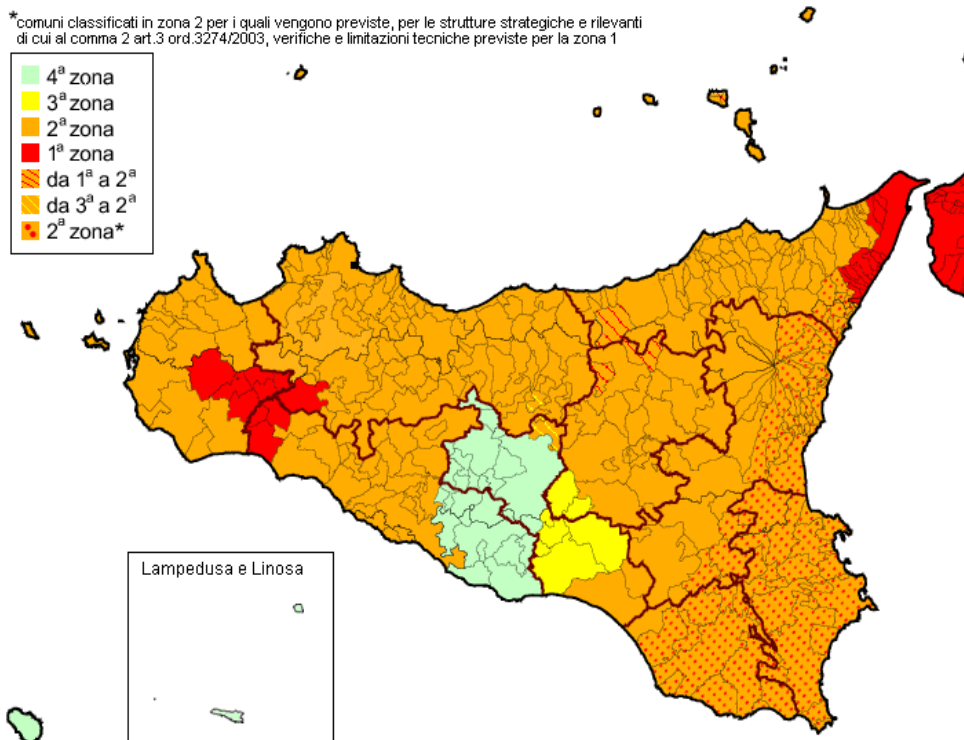 *comuni classificati in zona 2 per i quali vengono previste, per le strutture strategiche e rilevanti
di cui al comma 2 art.3 ord.3274/2003, verifiche e limitazioni tecniche previste per la zona 1
4ª zona
3ª zona
2ª zona
1ª zona
da 1ª a 2ª
da 3ª a 2ª
2ª zona*
Lampedusa e Linosa